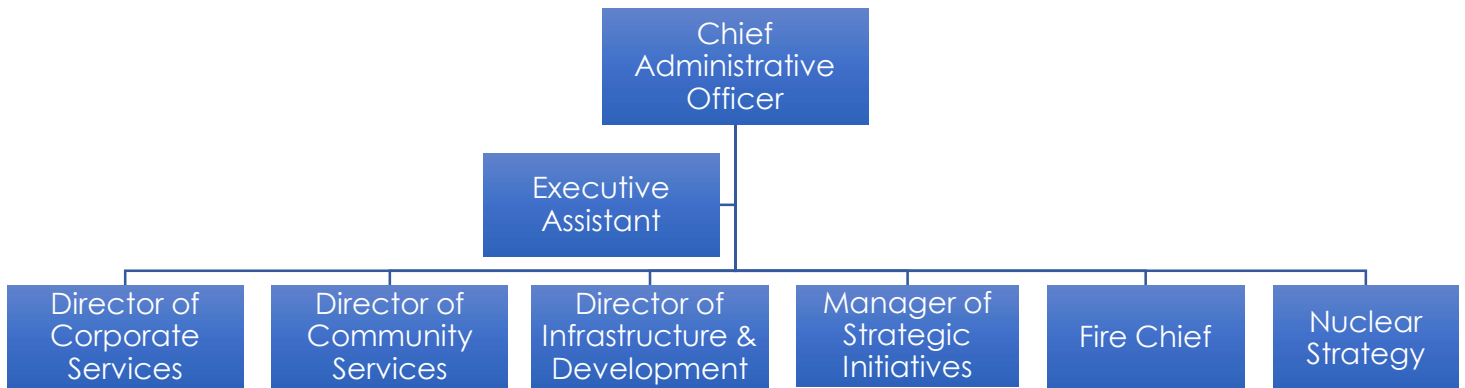 Chief
Administrative
Officer
Executive
Assistant
Director of
Corporate
Services
Director of
Community
Services
Director of
Infrastructure &
Development
Manager of
Strategic
Initiatives
Fire Chief
Nuclear
Strategy